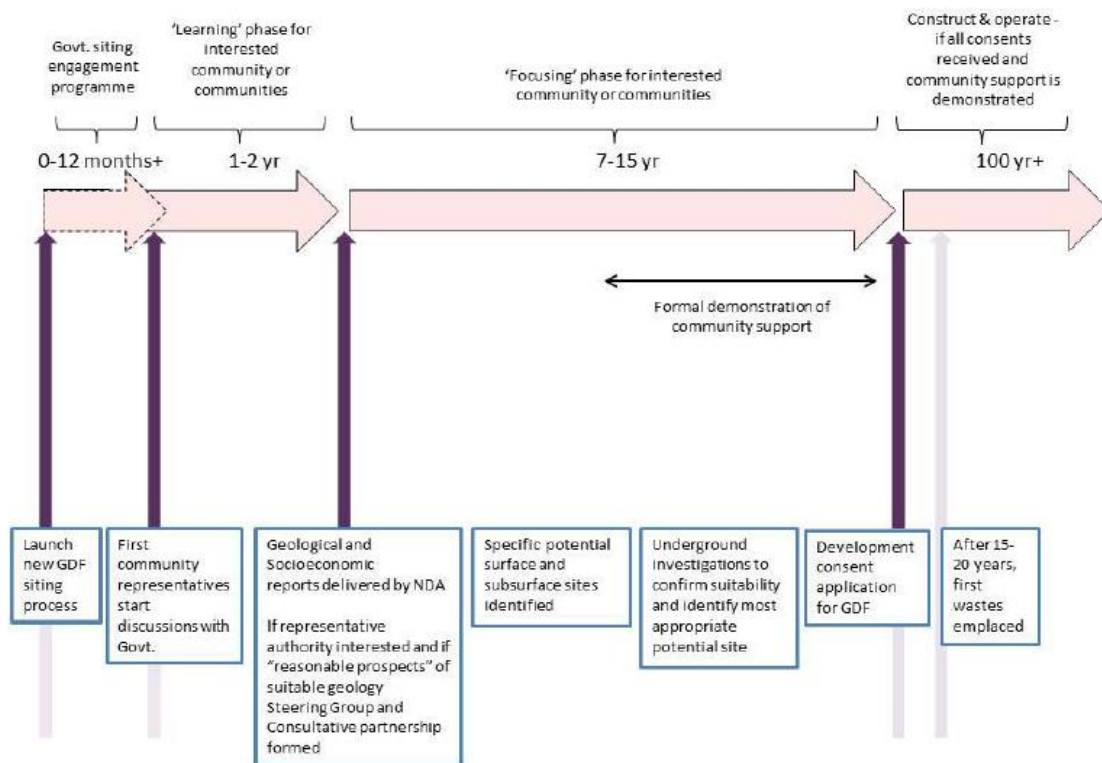 Govt. siting
engagement
programme
'Learning' phase for
interested
community or
communities
'Focusing' phase for interested
community or communities
Construct & operate -
if all consents
received and
community support is
demonstrated
0-12 months+
1-2 yr
7-15 yr
100 yr+
Formal demonstration of
community support
Launch
new GDF
siting
process
First
community
representatives
start
discussions with
Govt.
Geological and
Socioeconomic
reports delivered by NDA
If representative
authority interested and if
"reasonable prospects" of
suitable geology
Steering Group and
Consultative partnership
formed
Specific potential
surface and
subsurface sites
identified
Underground
investigations to
confirm suitability
and identify most
appropriate
potential site
Development
consent
application
for GDF
After 15-
20 years,
first
wastes
emplaced